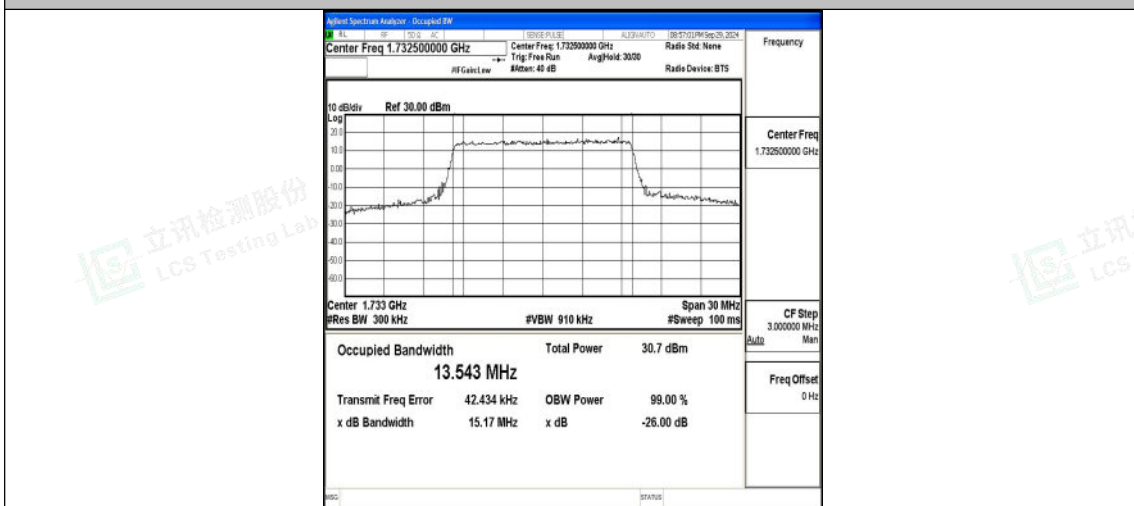 Agilent Spectrum Analyzer - Occupied BW
RL RF 50 Ω AC SENSE:PULSE ALIGNAUTO 08:57:01PM Sep29, 2024
Center Freq 1.732500000 GHz
Center Freq: 1.732500000 GHz
Radio Std: None
Trig: Free Run Avg|Hold: 30/30
#IFGain:Low #Atten: 40 dB Radio Device: BTS
Frequency
10 dB/div Ref 30.00 dBm
Log
20.0
10.0
0.00
-10.0
-20.0
-30.0
-40.0
-50.0
-60.0
Center 1.733 GHz Span 30 MHz
#Res BW 300 kHz #VBW 910 kHz #Sweep 100 ms
Occupied Bandwidth Total Power 30.7 dBm
13.543 MHz
Transmit Freq Error 42.434 kHz OBW Power 99.00 %
x dB Bandwidth 15.17 MHz x dB -26.00 dB
Center Freq
1.732500000 GHz
CF Step
3.000000 MHz
Auto Man
Freq Offset
0 Hz
MSG STATUS
立讯检测股份
LCS Testing Lab
立讯
LCS